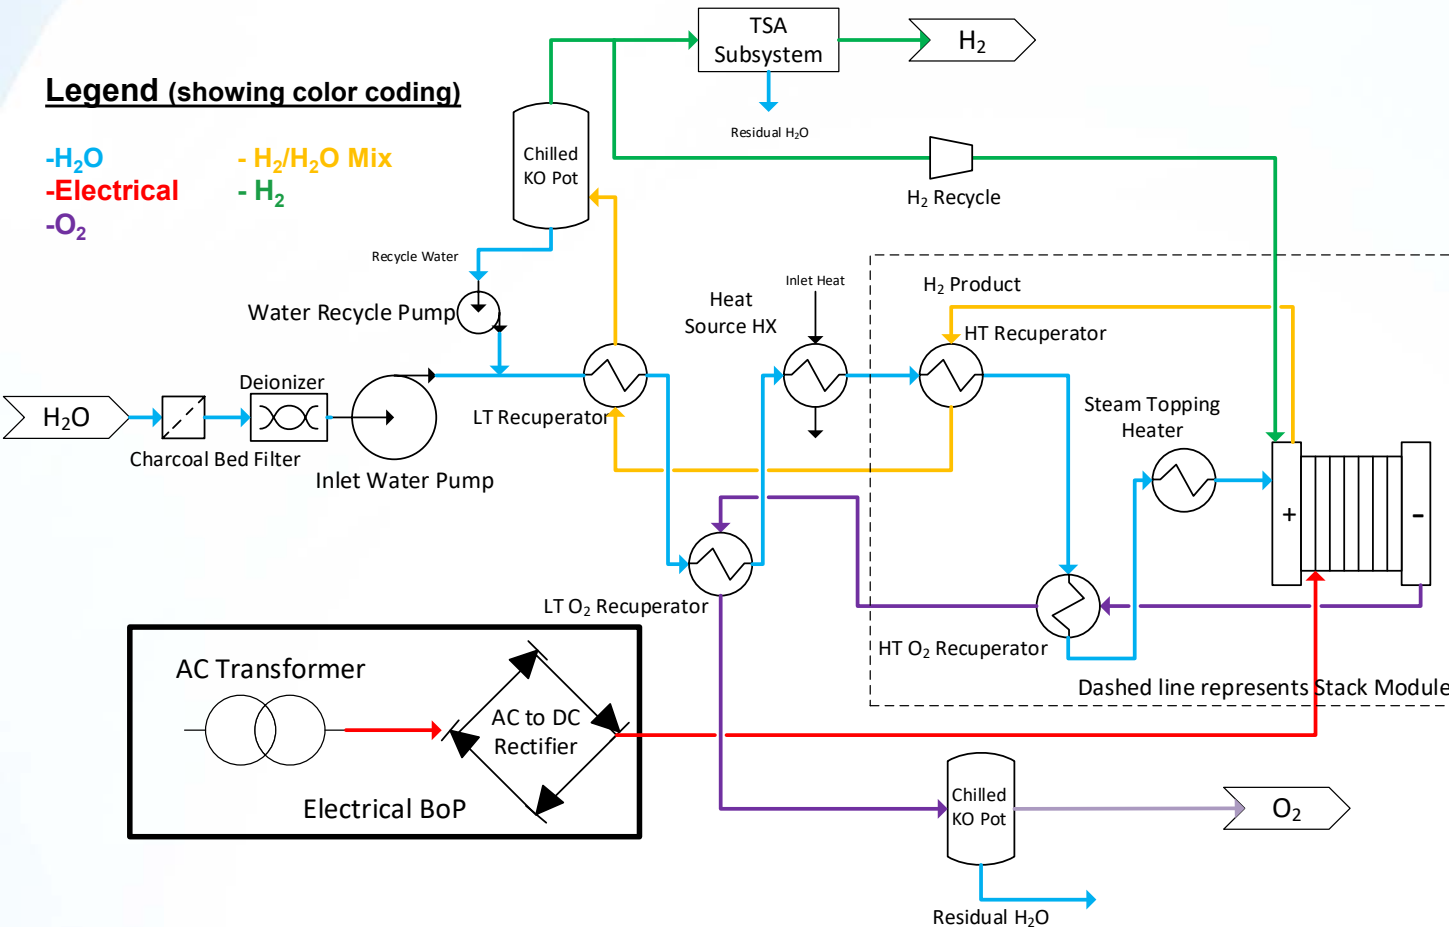 TSA
Subsystem
H₂
Legend (showing color coding)
Residual H₂O
-H₂O
- H₂/H₂O Mix
-Electrical
- H₂
-O₂
Chilled
KO Pot
H₂ Recycle
Recycle Water
Water Recycle Pump
Heat
Source HX
Inlet Heat
H₂ Product
HT Recuperator
H₂O
Charcoal Bed Filter
Deionizer
Inlet Water Pump
LT Recuperator
Steam Topping
Heater
+
-
LT O₂ Recuperator
HT O₂ Recuperator
Dashed line represents Stack Module
AC Transformer
AC to DC
Rectifier
Electrical BoP
Chilled
KO Pot
O₂
Residual H₂O